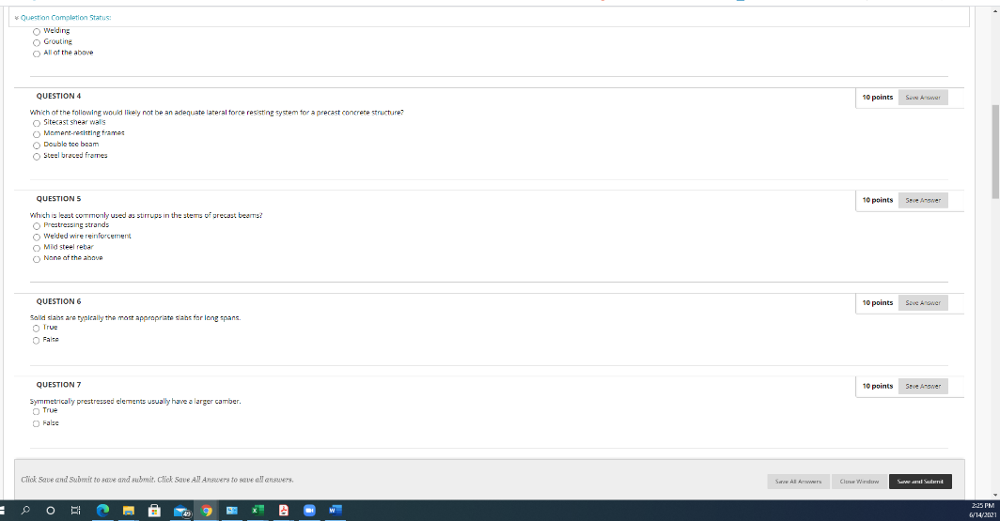 Question Completion Status:
Welding
Grouting
All of the above
QUESTION 4
10 points
Save Answer
Which of the following would likely not be an adequate lateral force resisting system for a precast concrete structure?
Sitecast shear walls
Moment-resisting frames
Double tee beam
Steel braced frames
QUESTION 5
10 points
Save Answer
Which is least commonly used as stirrups in the stems of precast beams?
Prestressing strands
Welded wire reinforcement
Mild steel rebar
None of the above
QUESTION 6
10 points
Save Answer
Solid slabs are typically the most appropriate slabs for long spans.
True
False
QUESTION 7
10 points
Save Answer
Symmetrically prestressed elements usually have a larger camber.
True
False
Click Save and Submit to save and submit. Click Save All Answers to save all answers.
Save All Answers
Close Window
Save and Submit
49
2:25 PM
6/14/2021